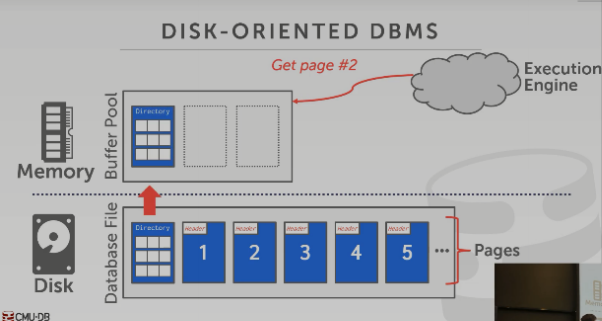 DISK-ORIENTED DBMS
Get page #2
Execution
Engine
Buffer Pool
Directory
Memory
Database File
Directory
Header
1
Header
2
Header
3
Header
4
Header
5
...
Pages
Disk
CMU-DB